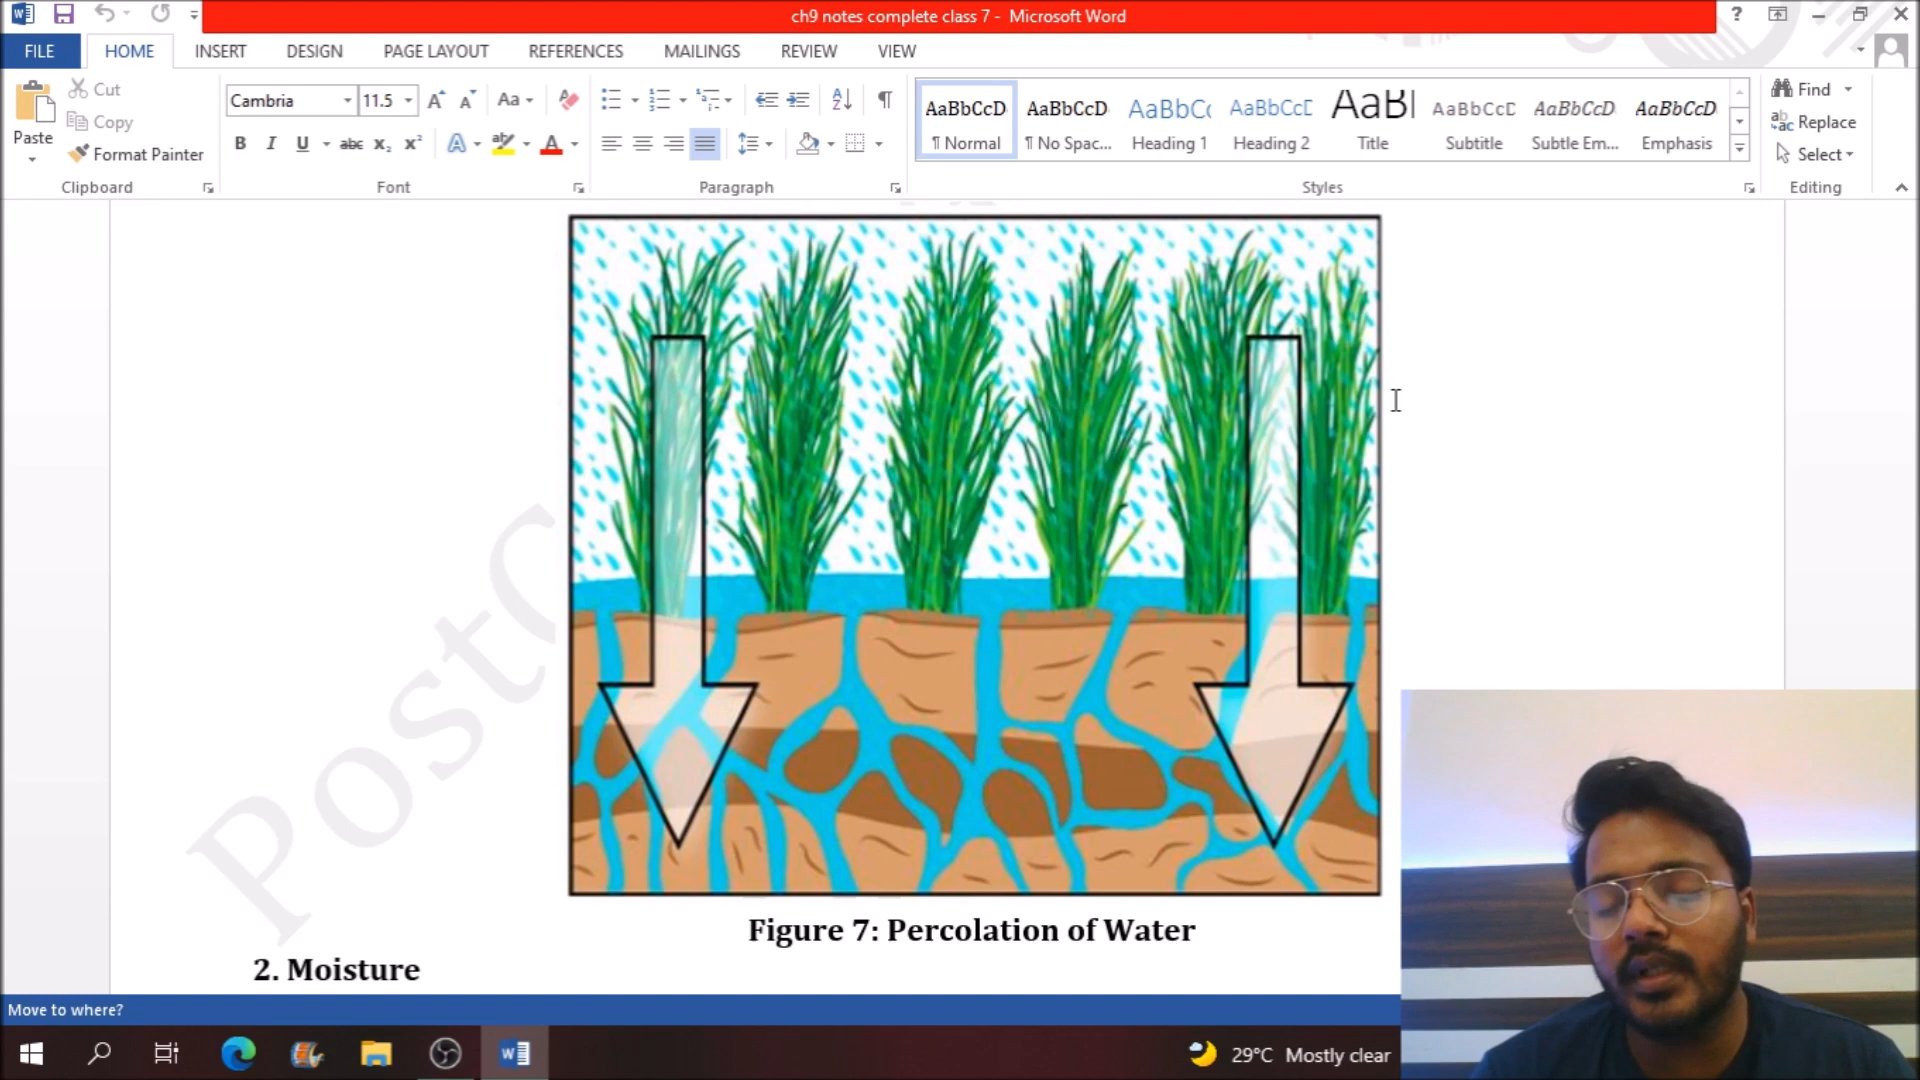 ch9 notes complete class 7 - Microsoft Word
FILE HOME INSERT DESIGN PAGE LAYOUT REFERENCES MAILINGS REVIEW VIEW
Paste
Cut
Copy
Format Painter
Clipboard
Cambria 11.5
Font
Paragraph
AaBbCcD AaBbCcD AaBbC AaBbCc AaB AaBbCcD AaBbCcD AaBbCcD
¶ Normal ¶ No Spac... Heading 1 Heading 2 Title Subtitle Subtle Em... Emphasis
Styles
Find
Replace
Select
Editing
Figure 7: Percolation of Water
2. Moisture
Move to where?
29°C Mostly clear